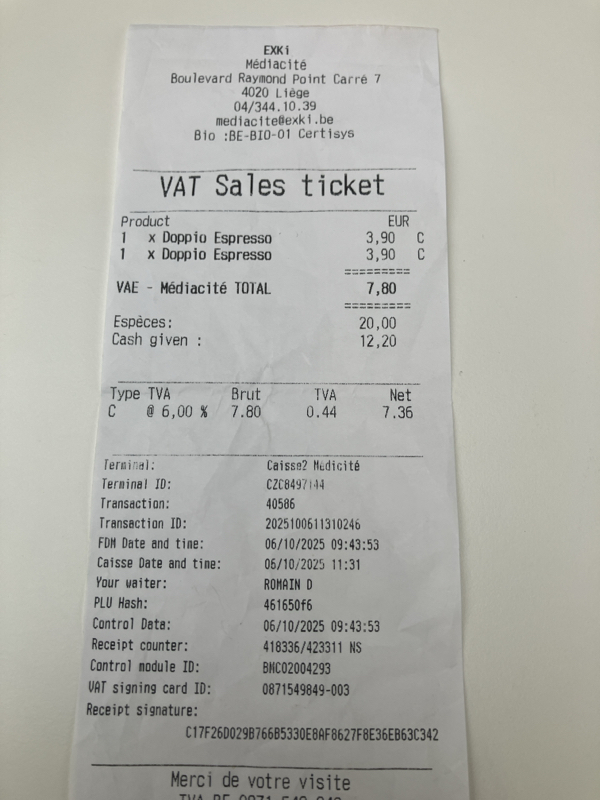 EXKi
Médiacité
Boulevard Raymond Point Carré 7
4020 Liège
04/344.10.39
mediacite@exki.be
Bio :BE-BIO-01 Certisys
VAT Sales ticket
Product EUR
1 x Doppio Espresso 3,90 C
1 x Doppio Espresso 3,90 C
=========
VAE - Médiacité TOTAL 7,80
=========
Espèces: 20,00
Cash given : 12,20
Type TVA Brut TVA Net
C @ 6,00 % 7.80 0.44 7.36
Terminal: Caisse2 Médicité
Terminal ID: CZC8497144
Transaction: 40586
Transaction ID: 2025100611310246
FDM Date and time: 06/10/2025 09:43:53
Caisse Date and time: 06/10/2025 11:31
Your waiter: ROMAIN D
PLU Hash: 461650f6
Control Data: 06/10/2025 09:43:53
Receipt counter: 418336/423311 NS
Control module ID: BMC02004293
VAT signing card ID: 0871549849-003
Receipt signature:
C17F26D029B766B5330E8AF8627F8E36EB63C342
Merci de votre visite